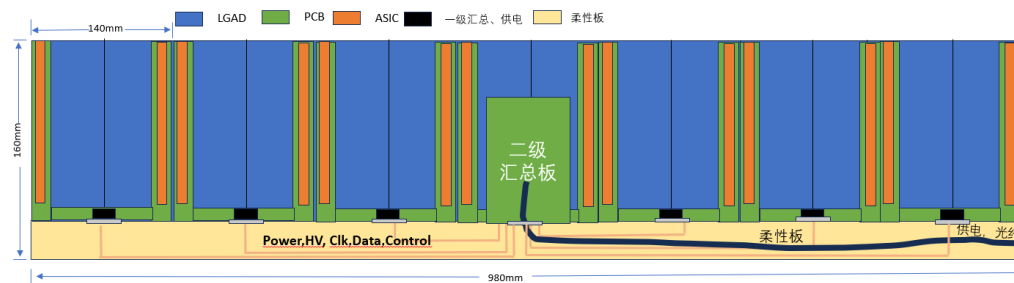 LGAD PCB ASIC 一级汇总、供电 柔性板
140mm
160mm
二级
汇总板
Power,HV, Clk,Data,Control
柔性板
供电, 光纤
980mm